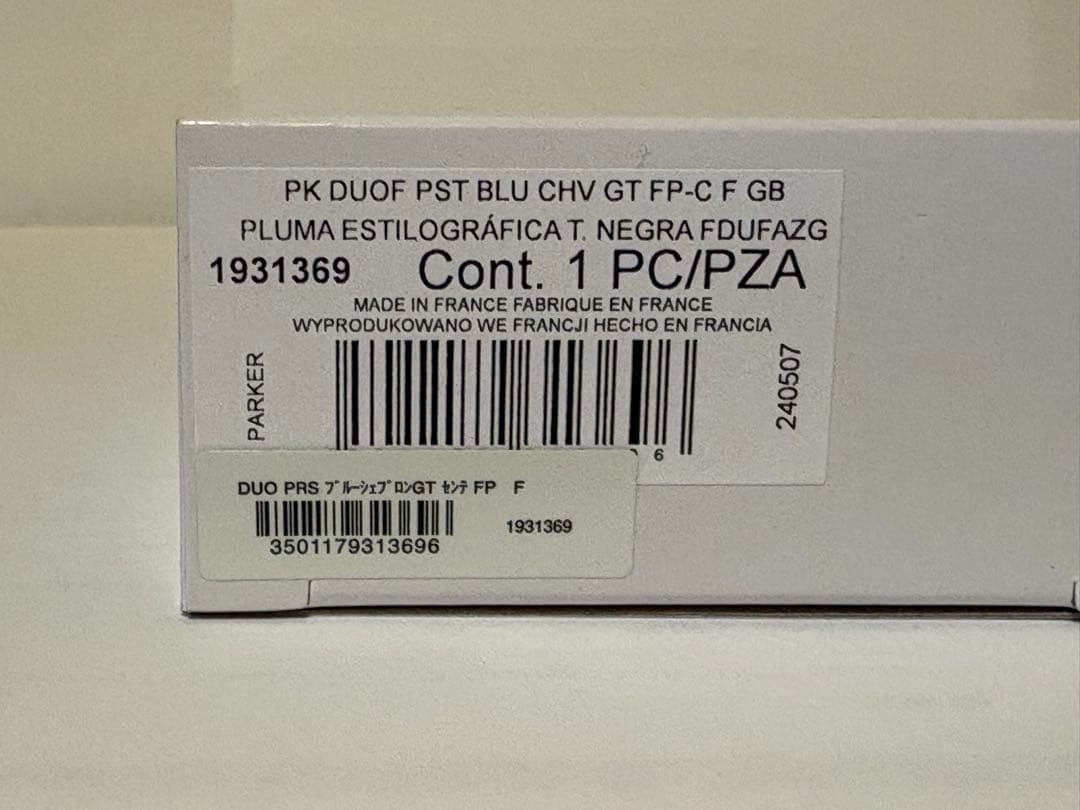 PK DUOF PST BLU CHV GT FP-C F GB
PLUMA ESTILOGRÁFICA T. NEGRA FDUFAZG
1931369 Cont. 1 PC/PZA
MADE IN FRANCE FABRIQUE EN FRANCE
WYPRODUKOWANO WE FRANCJI HECHO EN FRANCIA
PARKER
240507
6
DUO PRS ブルーシェブロンGT センテ FP F
1931369
3501179313696